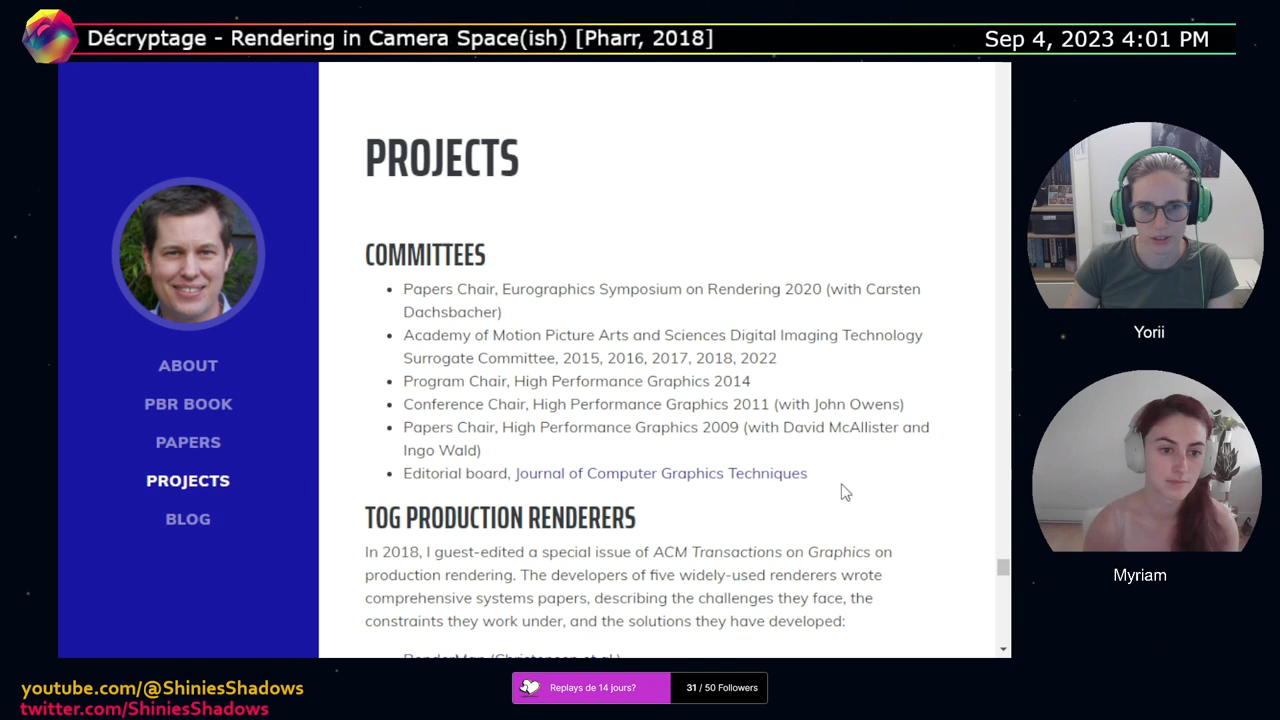 Décryptage - Rendering in Camera Space(ish) [Pharr, 2018]
Sep 4, 2023 4:01 PM
ABOUT
PBR BOOK
PAPERS
PROJECTS
BLOG
PROJECTS
COMMITTEES
• Papers Chair, Eurographics Symposium on Rendering 2020 (with Carsten
Dachsbacher)
• Academy of Motion Picture Arts and Sciences Digital Imaging Technology
Surrogate Committee, 2015, 2016, 2017, 2018, 2022
• Program Chair, High Performance Graphics 2014
• Conference Chair, High Performance Graphics 2011 (with John Owens)
• Papers Chair, High Performance Graphics 2009 (with David McAllister and
Ingo Wald)
• Editorial board, Journal of Computer Graphics Techniques
TOG PRODUCTION RENDERERS
In 2018, I guest-edited a special issue of ACM Transactions on Graphics on
production rendering. The developers of five widely-used renderers wrote
comprehensive systems papers, describing the challenges they face, the
constraints they work under, and the solutions they have developed:
RenderMan (Christensen et al.)
Yorii
Myriam
youtube.com/@ShiniesShadows
twitter.com/ShiniesShadows
Replays de 14 jours?
31 / 50 Followers